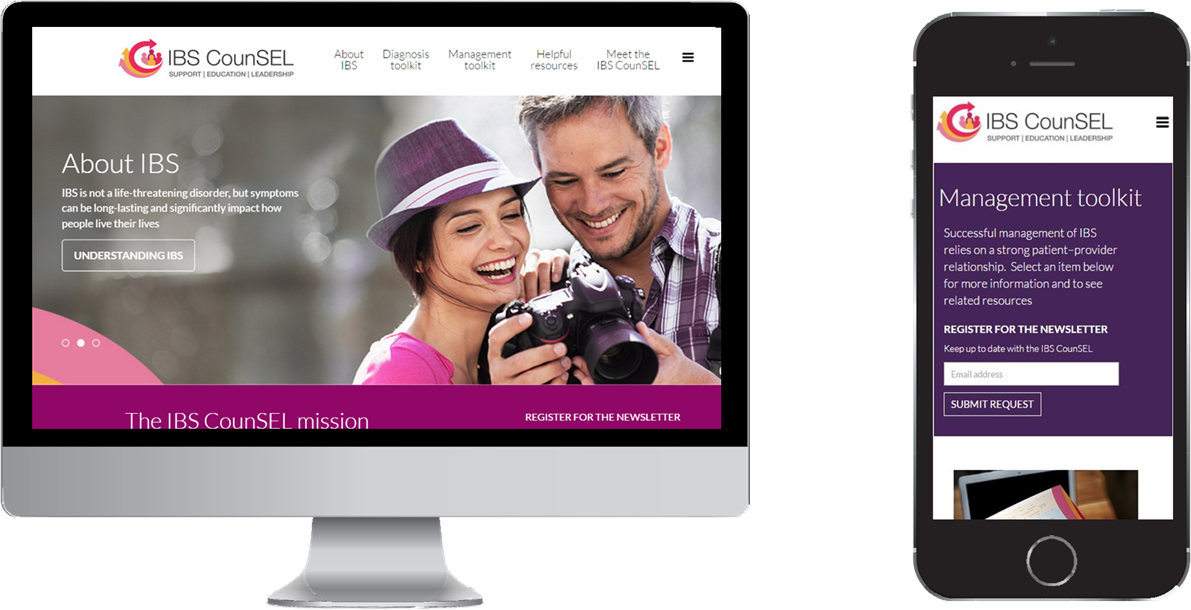 IBS CounSEL
SUPPORT | EDUCATION | LEADERSHIP
About
IBS
Diagnosis
toolkit
Management
toolkit
Helpful
resources
Meet the
IBS CounSEL
About IBS
IBS is not a life-threatening disorder, but symptoms
can be long-lasting and significantly impact how
people live their lives
UNDERSTANDING IBS
The IBS CounSEL mission
REGISTER FOR THE NEWSLETTER
IBS CounSEL
SUPPORT | EDUCATION | LEADERSHIP
Management toolkit
Successful management of IBS
relies on a strong patient–provider
relationship. Select an item below
for more information and to see
related resources
REGISTER FOR THE NEWSLETTER
Keep up to date with the IBS CounSEL
Email address
SUBMIT REQUEST